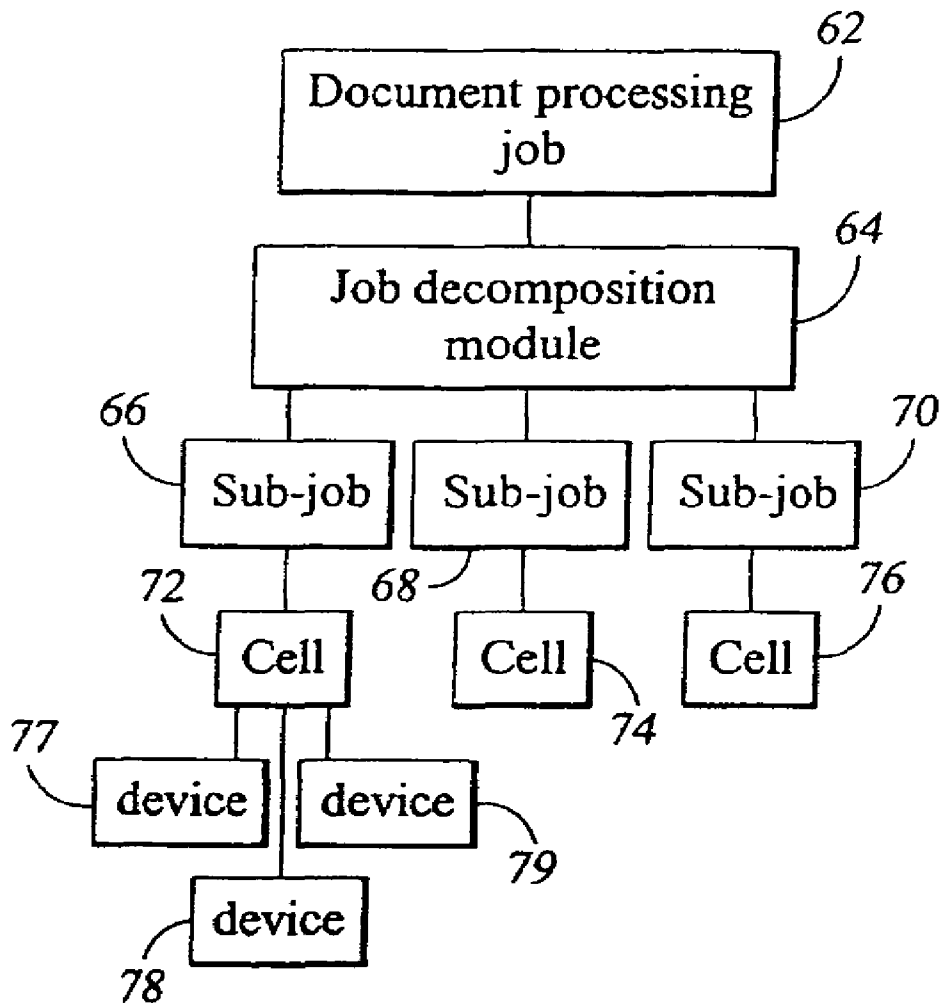 62
Document processing
job
64
Job decomposition
module
66
70
Sub-job
Sub-job
Sub-job
72
68
76
Cell
Cell
Cell
74
77
device
device
79
device
78